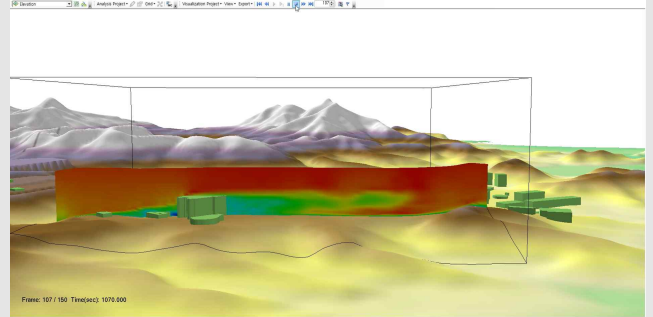 Elevation Analysis Project Grid Visualization Project View Export 107
Frame: 107 / 150 Time(sec): 1070.000